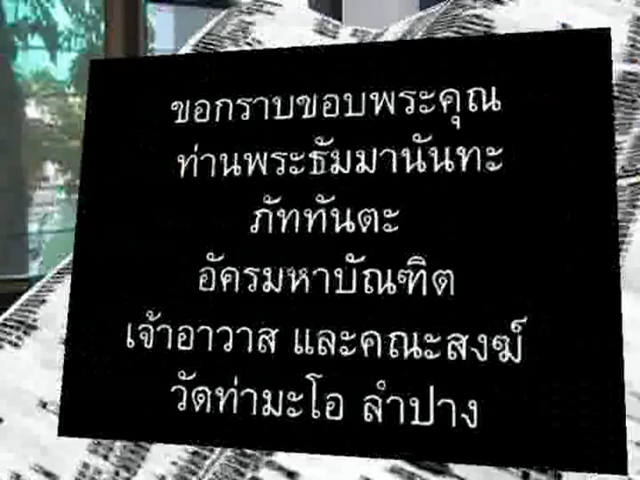 ขอกราบขอบพระคุณ
ท่านพระธัมมานันทะ
ภัททันตะ
อัครมหาบัณฑิต
เจ้าอาวาส และคณะสงฆ์
วัดท่ามะโอ ลำปาง